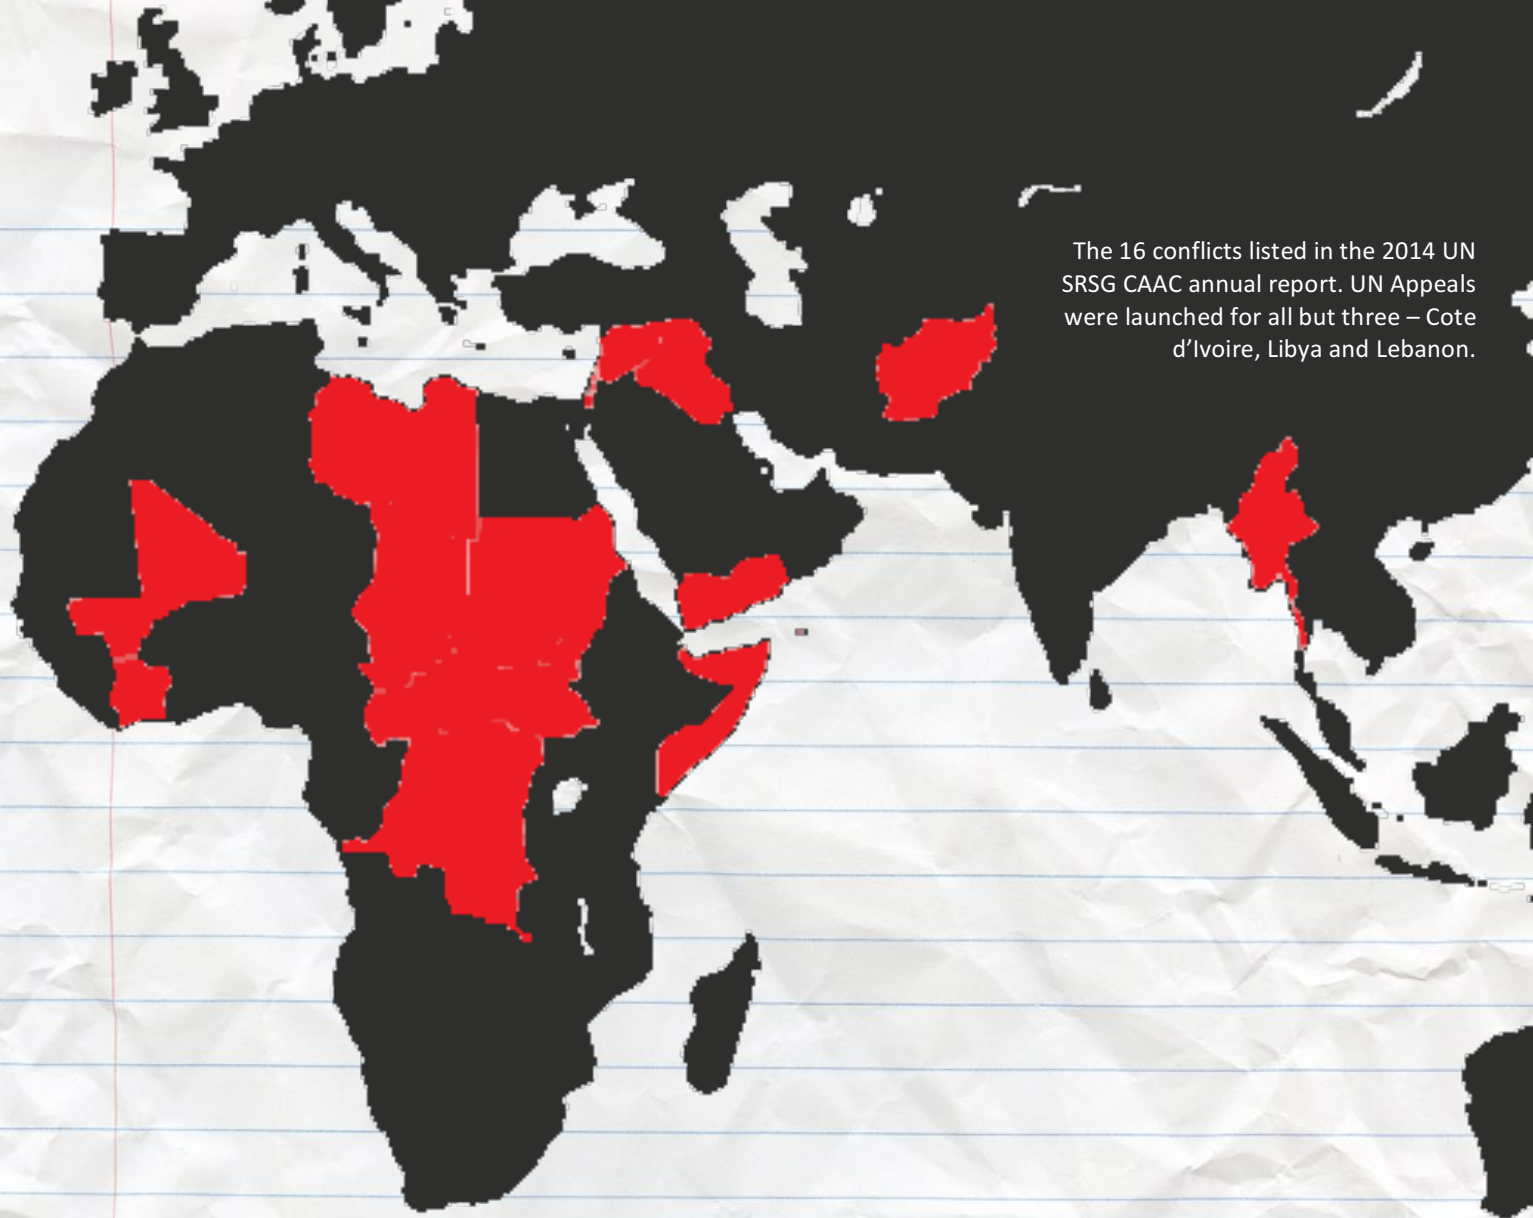 The 16 conflicts listed in the 2014 UN
SRSG CAAC annual report. UN Appeals
were launched for all but three – Cote
d’Ivoire, Libya and Lebanon.